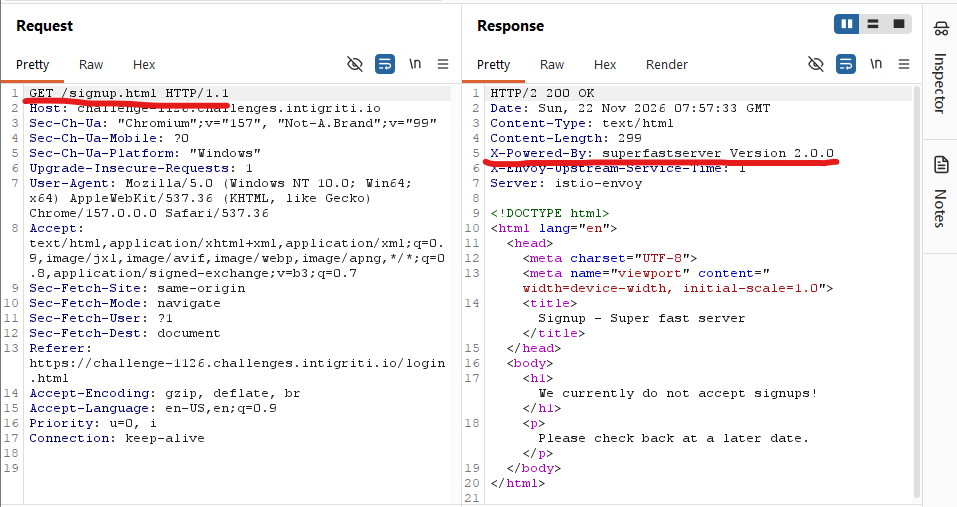 Request
Pretty Raw Hex \n
1 GET /signup.html HTTP/1.1
2 Host: challenge-1126.challenges.intigriti.io
3 Sec-Ch-Ua: "Chromium";v="157", "Not-A.Brand";v="99"
4 Sec-Ch-Ua-Mobile: ?0
5 Sec-Ch-Ua-Platform: "Windows"
6 Upgrade-Insecure-Requests: 1
7 User-Agent: Mozilla/5.0 (Windows NT 10.0; Win64;
x64) AppleWebKit/537.36 (KHTML, like Gecko)
Chrome/157.0.0.0 Safari/537.36
8 Accept:
text/html,application/xhtml+xml,application/xml;q=0.
9,image/jxl,image/avif,image/webp,image/apng,*/*;q=0
.8,application/signed-exchange;v=b3;q=0.7
9 Sec-Fetch-Site: same-origin
10 Sec-Fetch-Mode: navigate
11 Sec-Fetch-User: ?1
12 Sec-Fetch-Dest: document
13 Referer:
https://challenge-1126.challenges.intigriti.io/login
.html
14 Accept-Encoding: gzip, deflate, br
15 Accept-Language: en-US,en;q=0.9
16 Priority: u=0, i
17 Connection: keep-alive
18
19
Response
Pretty Raw Hex Render \n
1 HTTP/2 200 OK
2 Date: Sun, 22 Nov 2026 07:57:33 GMT
3 Content-Type: text/html
4 Content-Length: 299
5 X-Powered-By: superfastserver Version 2.0.0
6 X-Envoy-Upstream-Service-Time: 1
7 Server: istio-envoy
8
9 <!DOCTYPE html>
10 <html lang="en">
11 <head>
12 <meta charset="UTF-8">
13 <meta name="viewport" content="
width=device-width, initial-scale=1.0">
14 <title>
Signup - Super fast server
</title>
15 </head>
16 <body>
17 <h1>
We currently do not accept signups!
</h1>
18 <p>
Please check back at a later date.
</p>
19 </body>
20 </html>
21
Inspector
Notes